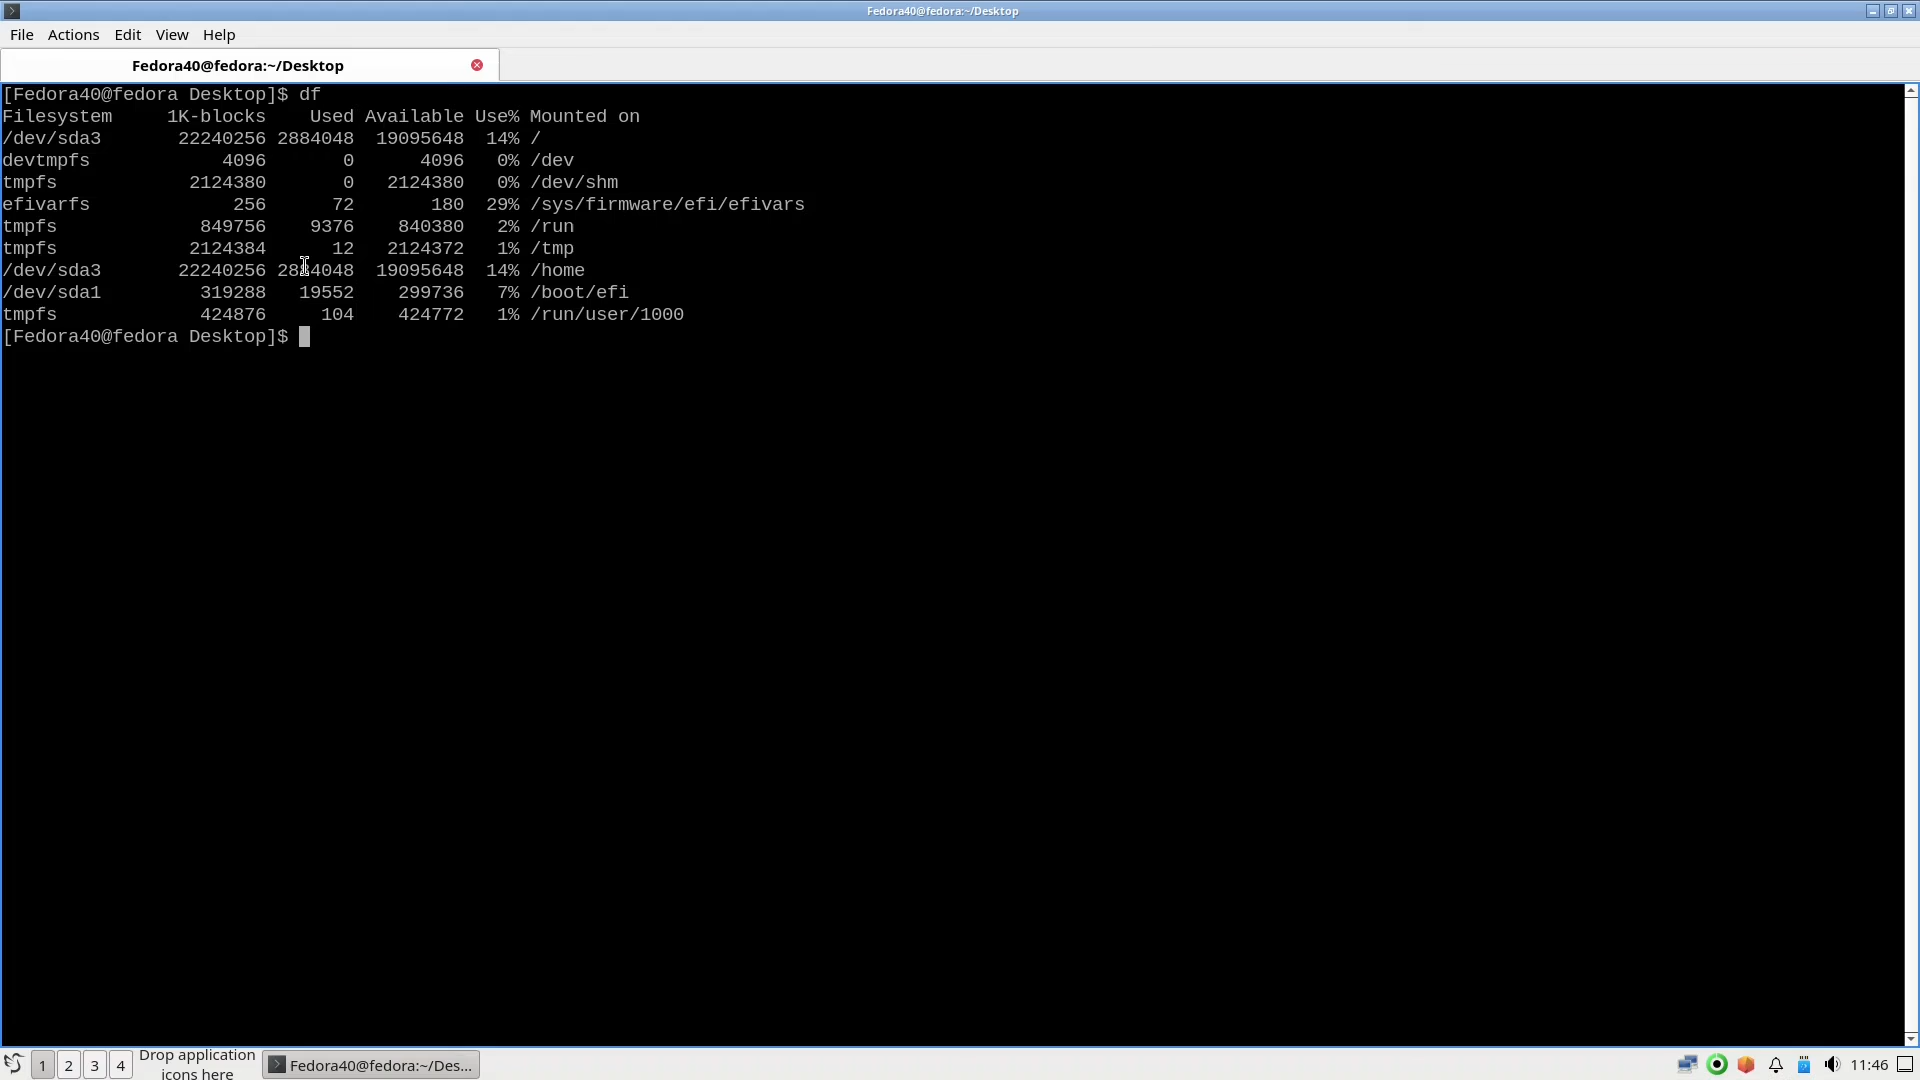 Fedora40@fedora:~/Desktop
File Actions Edit View Help
Fedora40@fedora:~/Desktop
[Fedora40@fedora Desktop]$ df
Filesystem     1K-blocks    Used Available Use% Mounted on
/dev/sda3       22240256 2884048  19095648  14% /
devtmpfs            4096       0      4096   0% /dev
tmpfs            2124380       0   2124380   0% /dev/shm
efivarfs             256      72       180  29% /sys/firmware/efi/efivars
tmpfs             849756    9376    840380   2% /run
tmpfs            2124384      12   2124372   1% /tmp
/dev/sda3       22240256 2884048  19095648  14% /home
/dev/sda1         319288   19552    299736   7% /boot/efi
tmpfs             424876     104    424772   1% /run/user/1000
[Fedora40@fedora Desktop]$
1 2 3 4 Drop application icons here Fedora40@fedora:~/Des... 11:46